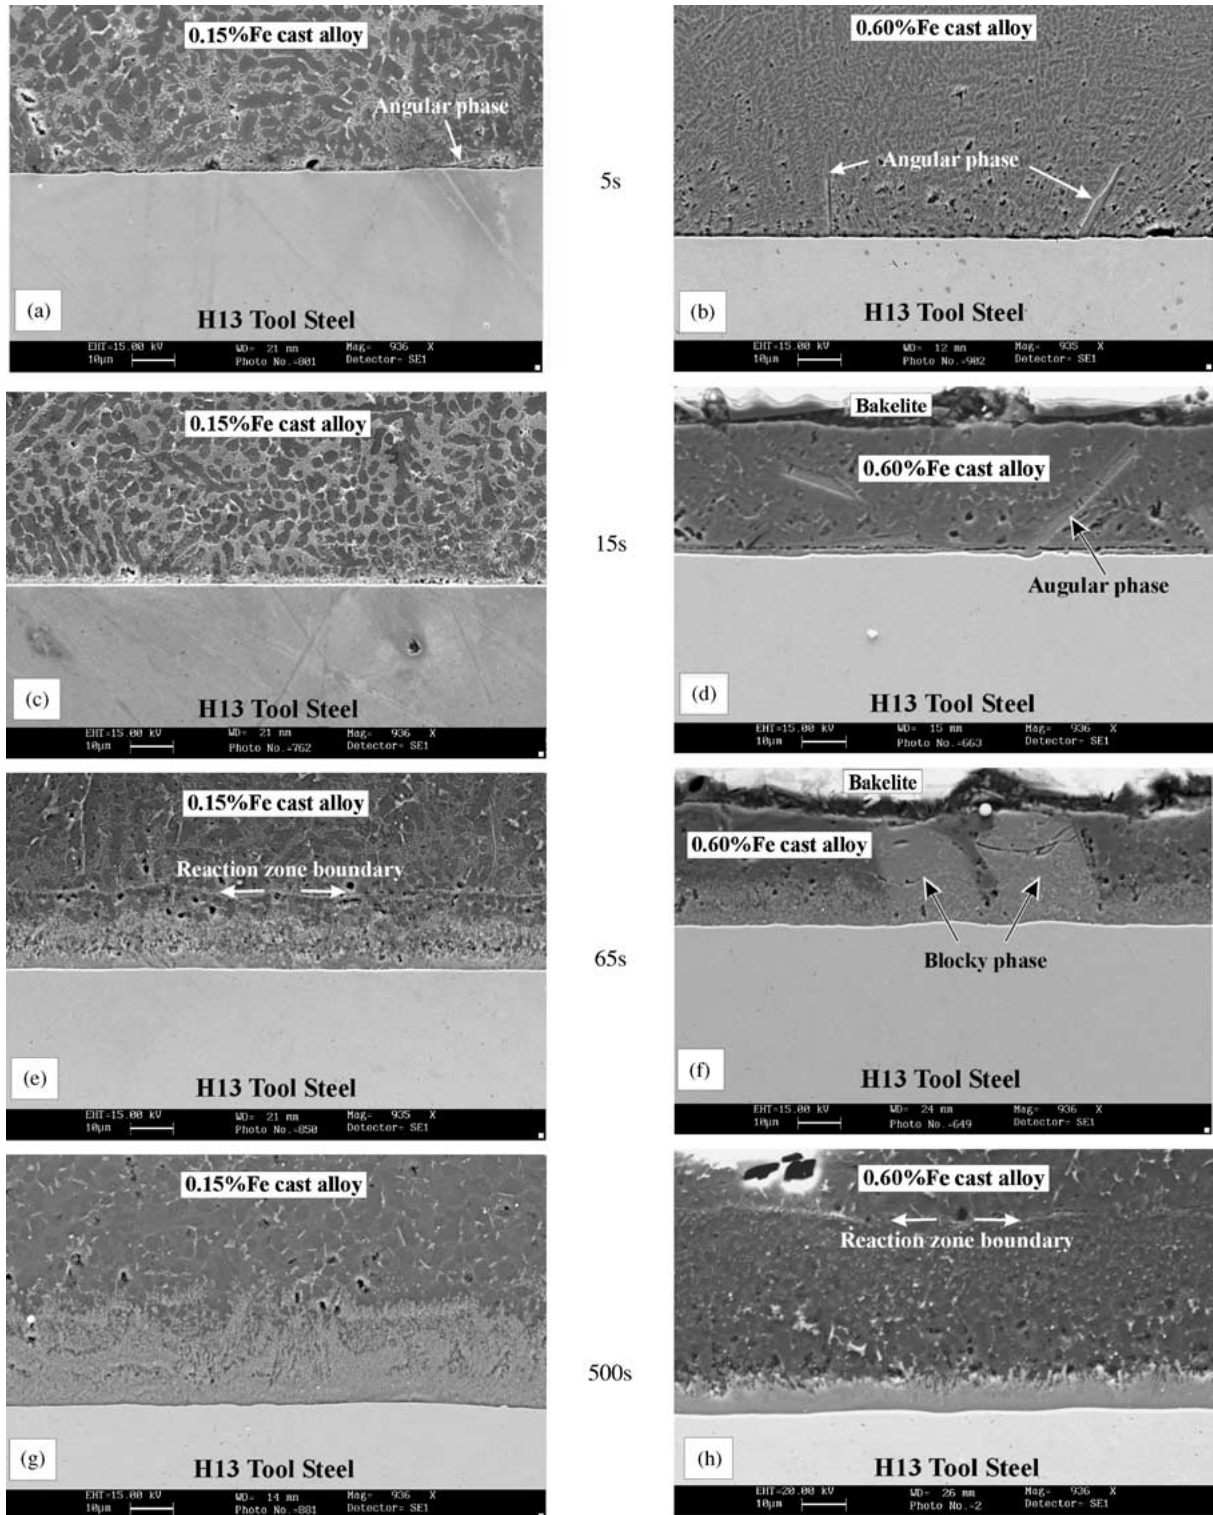 0.15%Fe cast alloy
Angular phase
(a)
H13 Tool Steel
EHT=15.00 kV WD= 21 mm Mag= 936 X
10µm Photo No.=801 Detector= SE1
5s
0.60%Fe cast alloy
Angular phase
(b)
H13 Tool Steel
EHT=15.00 kV WD= 12 mm Mag= 935 X
10µm Photo No.=902 Detector= SE1
0.15%Fe cast alloy
(c)
H13 Tool Steel
EHT=15.00 kV WD= 21 mm Mag= 936 X
10µm Photo No.=762 Detector= SE1
15s
Bakelite
0.60%Fe cast alloy
Augular phase
(d)
H13 Tool Steel
EHT=15.00 kV WD= 15 mm Mag= 936 X
10µm Photo No.=663 Detector= SE1
0.15%Fe cast alloy
Reaction zone boundary
(e)
H13 Tool Steel
EHT=15.00 kV WD= 21 mm Mag= 935 X
10µm Photo No.=850 Detector= SE1
65s
Bakelite
0.60%Fe cast alloy
Blocky phase
(f)
H13 Tool Steel
EHT=15.00 kV WD= 24 mm Mag= 936 X
10µm Photo No.=649 Detector= SE1
0.15%Fe cast alloy
(g)
H13 Tool Steel
EHT=15.00 kV WD= 14 mm Mag= 936 X
10µm Photo No.=881 Detector= SE1
500s
0.60%Fe cast alloy
Reaction zone boundary
(h)
H13 Tool Steel
EHT=20.00 kV WD= 26 mm Mag= 936 X
10µm Photo No.=2 Detector= SE1